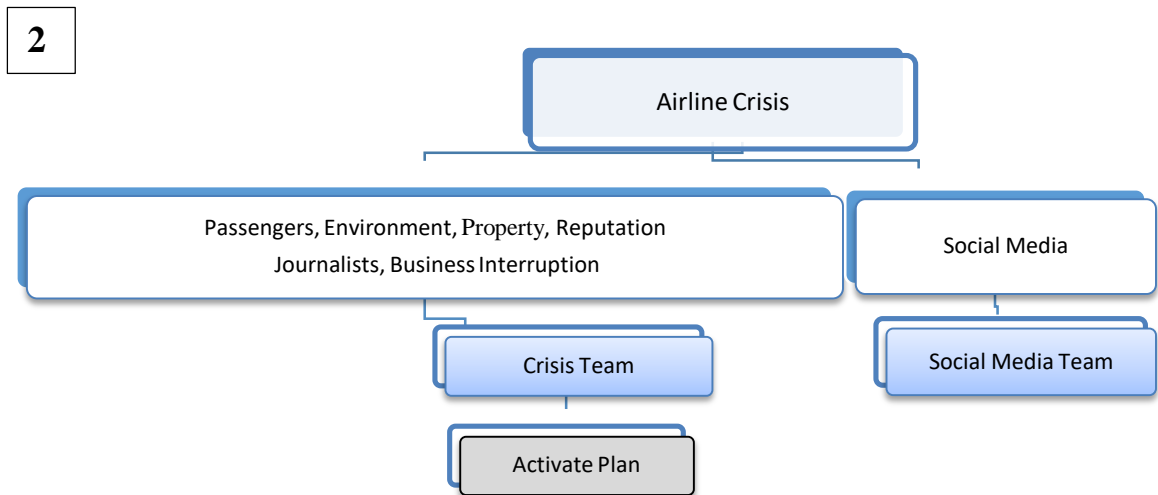 2
Airline Crisis
Passengers, Environment, Property, Reputation
Journalists, Business Interruption
Social Media
Crisis Team
Social Media Team
Activate Plan